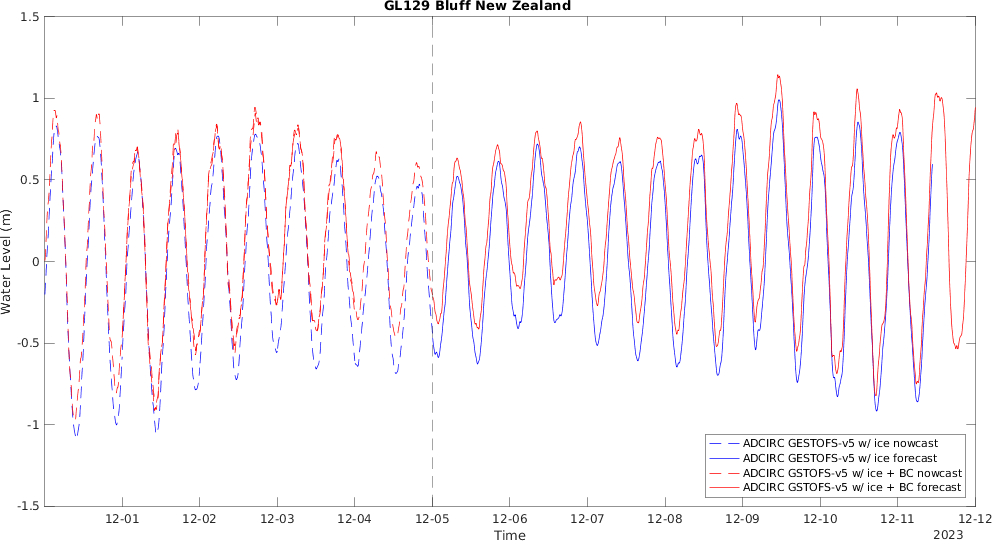 GL129 Bluff New Zealand
1.5
1
0.5
0
-0.5
-1
-1.5
Water Level (m)
12-01 12-02 12-03 12-04 12-05 12-06 12-07 12-08 12-09 12-10 12-11 12-12
Time
2023
ADCIRC GESTOFS-v5 w/ ice nowcast
ADCIRC GESTOFS-v5 w/ ice forecast
ADCIRC GSTOFS-v5 w/ ice + BC nowcast
ADCIRC GSTOFS-v5 w/ ice + BC forecast